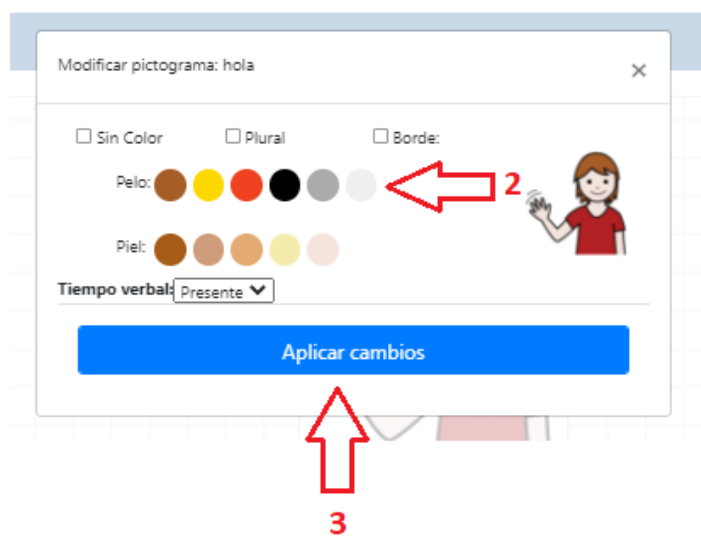 Modificar pictograma: hola ×
Sin Color Plural Borde:
Pelo: 2
Piel:
Tiempo verbal: Presente
Aplicar cambios
3